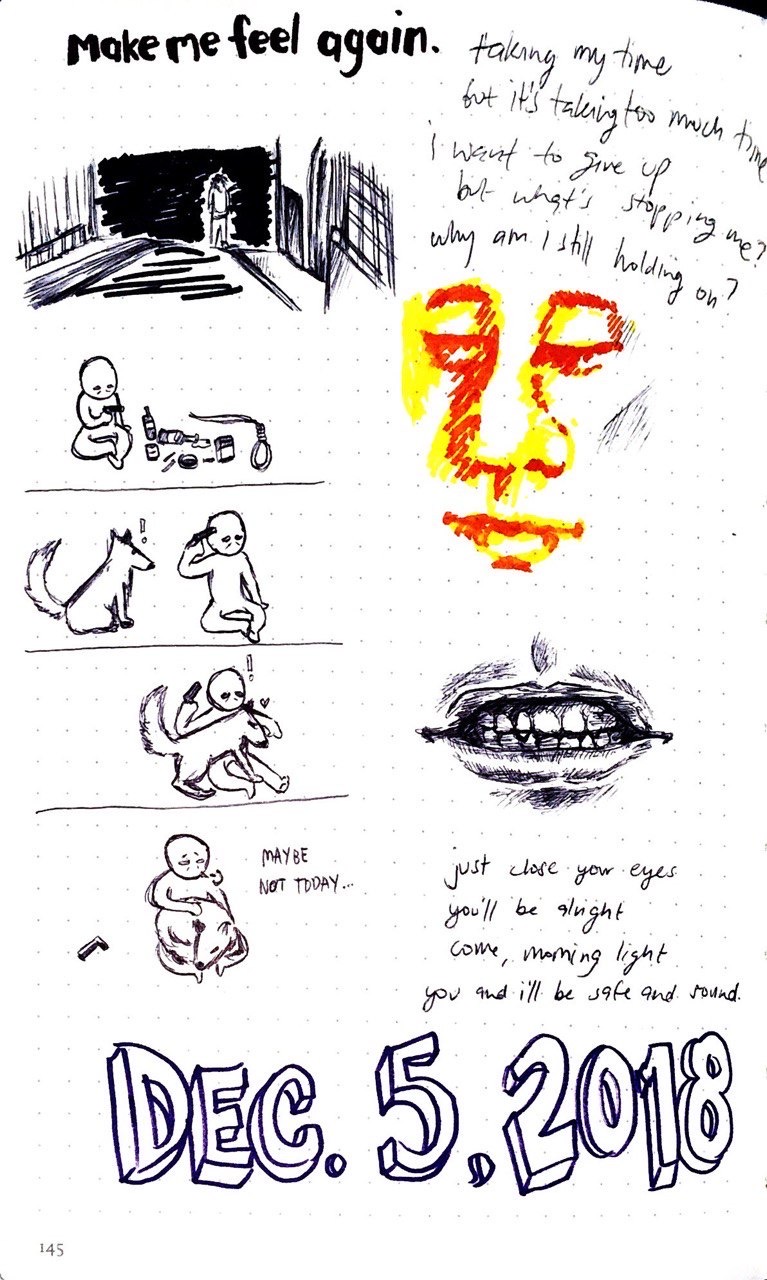 Make me feel again.
taking my time
but it's taking too much time
i want to give up
but what's stopping me?
why am i still holding on?
!
!
MAYBE
NOT TODAY...
just close your eyes
you'll be alright
come, morning light
you and i'll be safe and sound.
DEC. 5, 2018
145